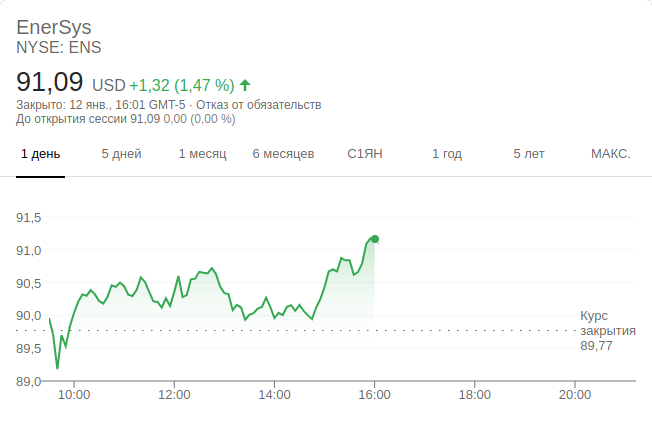 EnerSys
NYSE: ENS
91,09 USD +1,32 (1,47 %)
Закрыто: 12 янв., 16:01 GMT-5 · Отказ от обязательств
До открытия сессии 91,09 0,00 (0,00 %)
1 день 5 дней 1 месяц 6 месяцев С1ЯН 1 год 5 лет МАКС.
91,5
91,0
90,5
90,0
89,5
89,0
Курс
закрытия
89,77
10:00 12:00 14:00 16:00 18:00 20:00